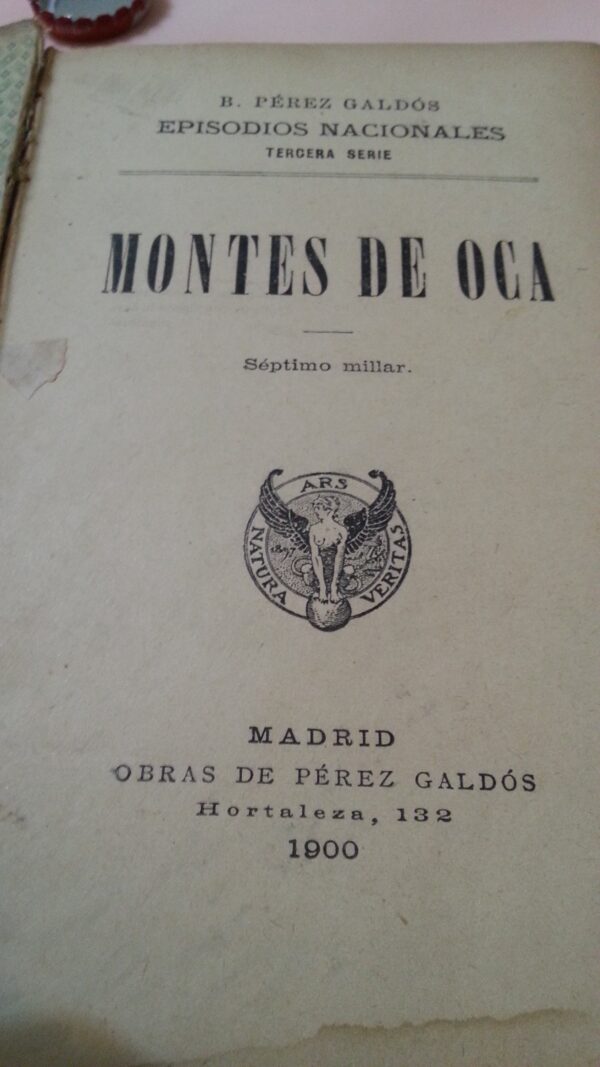 B. PÉREZ GALDÓS
EPISODIOS NACIONALES
TERCERA SERIE
MONTES DE OCA
Séptimo millar.
ARS
NATURA
VERITAS
1897
MADRID
OBRAS DE PÉREZ GALDÓS
Hortaleza, 132
1900